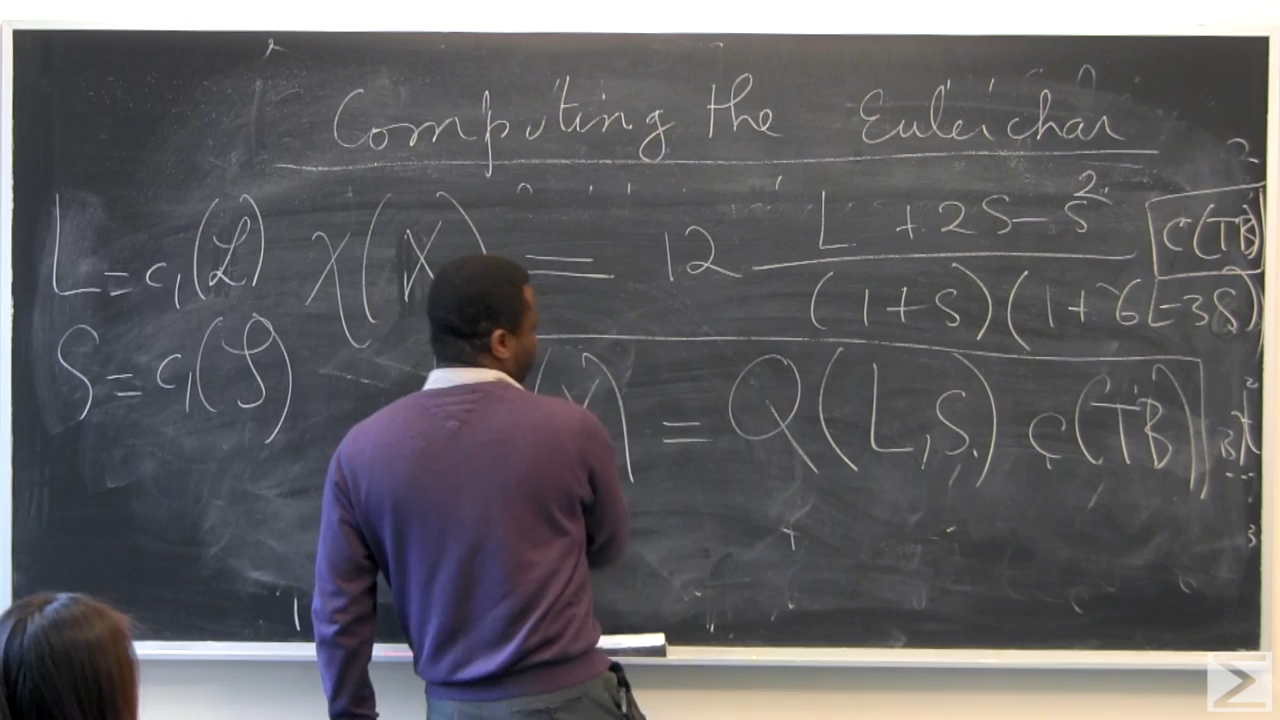 Computing the Euler char
L = c₁(ℒ) χ(X) = 12 (L + 2S − S²) / ((1+S)(1+6L−3S)) c(TB)
S = c₁(𝒮) = Q(L,S) c(TB)